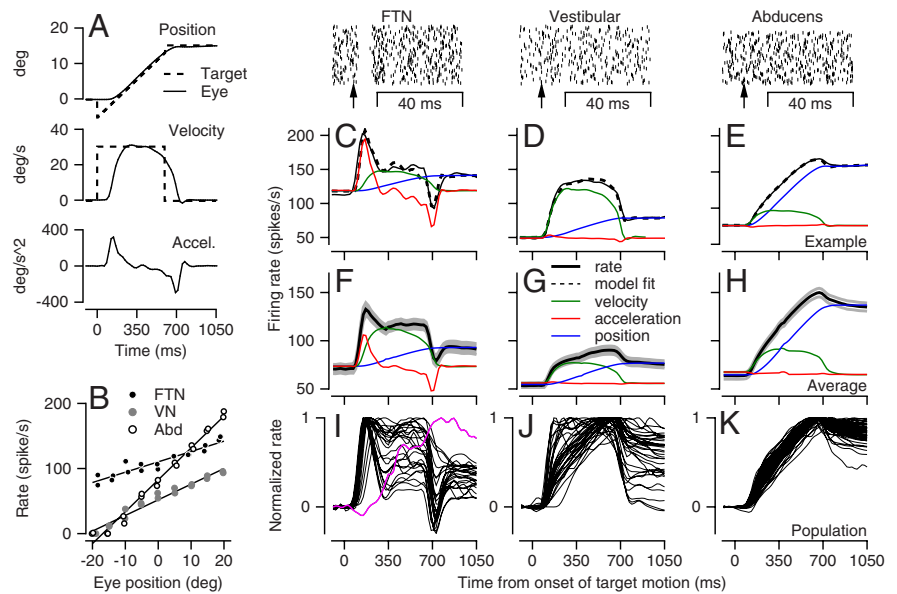 A
Position
Target
Eye
deg
20
10
0
Velocity
deg/s
40
20
0
Accel.
deg/s^2
400
0
-400
0 350 700 1050
Time (ms)
B
FTN
VN
Abd
Rate (spike/s)
200
100
0
-20 -10 0 10 20
Eye position (deg)
FTN
Vestibular
Abducens
40 ms
40 ms
40 ms
C
D
E
Example
200
150
100
50
Firing rate (spikes/s)
F
G
H
rate
model fit
velocity
acceleration
position
Average
150
100
50
I
J
K
Population
Normalized rate
1
0
1
0
1
0
0 350 700 1050
0 350 700 1050
0 350 700 1050
Time from onset of target motion (ms)